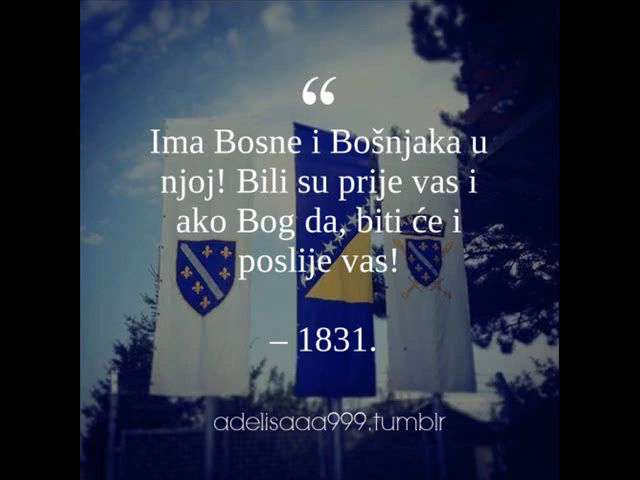 “
Ima Bosne i Bošnjaka u
njoj! Bili su prije vas i
ako Bog da, biti će i
poslije vas!
– 1831.
adelisaaa999.tumblr